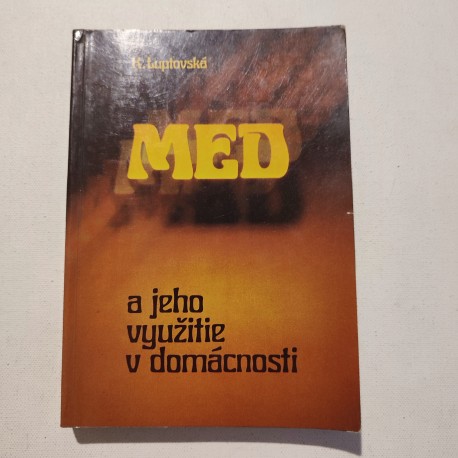 K. Luptovská
MED
a jeho
využitie
v domácnosti